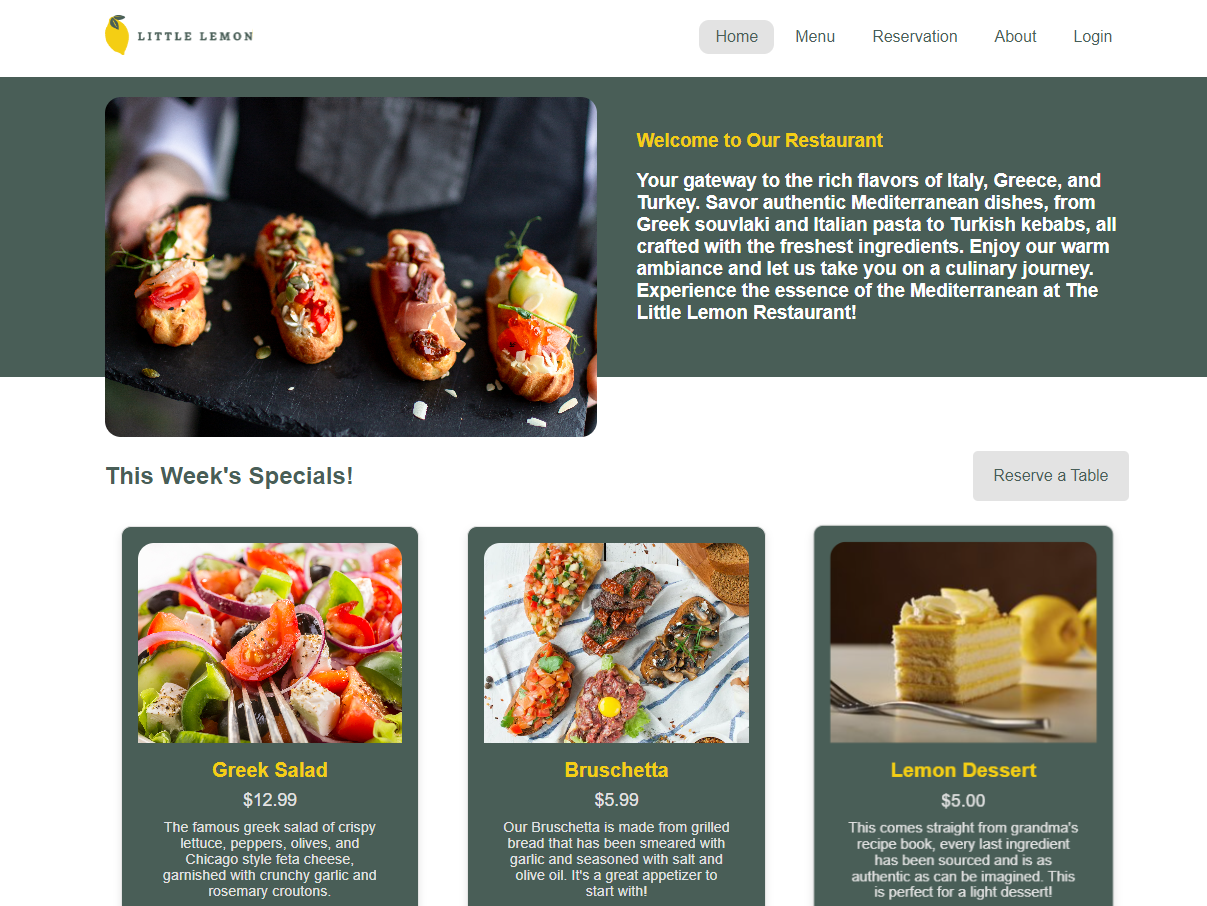 LITTLE LEMON
Home Menu Reservation About Login
Welcome to Our Restaurant
Your gateway to the rich flavors of Italy, Greece, and
Turkey. Savor authentic Mediterranean dishes, from
Greek souvlaki and Italian pasta to Turkish kebabs, all
crafted with the freshest ingredients. Enjoy our warm
ambiance and let us take you on a culinary journey.
Experience the essence of the Mediterranean at The
Little Lemon Restaurant!
This Week's Specials!
Reserve a Table
Greek Salad
$12.99
The famous greek salad of crispy
lettuce, peppers, olives, and
Chicago style feta cheese,
garnished with crunchy garlic and
rosemary croutons.
Bruschetta
$5.99
Our Bruschetta is made from grilled
bread that has been smeared with
garlic and seasoned with salt and
olive oil. It's a great appetizer to
start with!
Lemon Dessert
$5.00
This comes straight from grandma's
recipe book, every last ingredient
has been sourced and is as
authentic as can be imagined. This
is perfect for a light dessert!